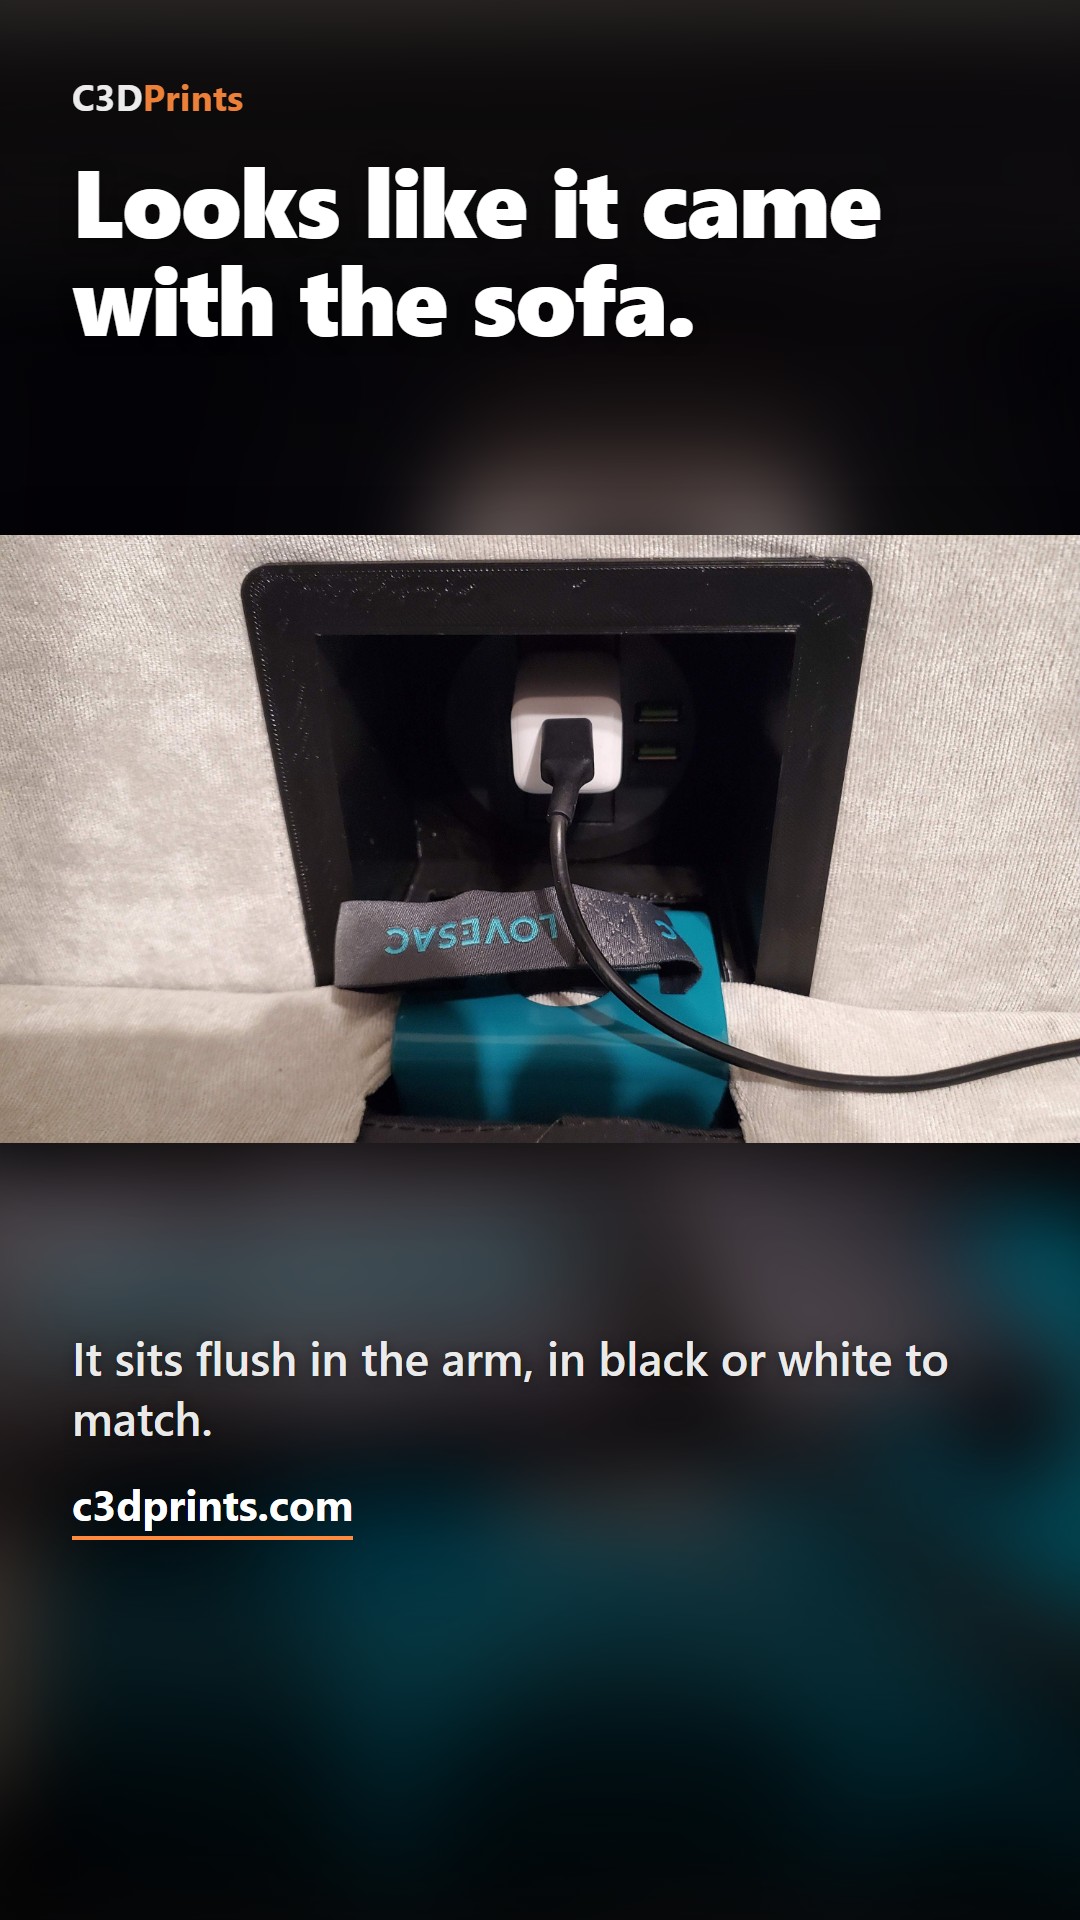 C3DPrints
Looks like it came
with the sofa.
LOVESAC
It sits flush in the arm, in black or white to
match.
c3dprints.com